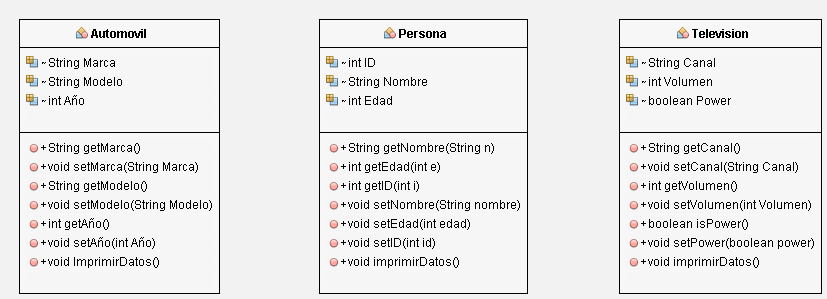 Automovil
~String Marca
~String Modelo
~int Año
+String getMarca()
+void setMarca(String Marca)
+String getModelo()
+void setModelo(String Modelo)
+int getAño()
+void setAño(int Año)
+void ImprimirDatos()
Persona
~int ID
~String Nombre
~int Edad
+String getNombre(String n)
+int getEdad(int e)
+int getID(int i)
+void setNombre(String nombre)
+void setEdad(int edad)
+void setID(int id)
+void imprimirDatos()
Television
~String Canal
~int Volumen
~boolean Power
+String getCanal()
+void setCanal(String Canal)
+int getVolumen()
+void setVolumen(int Volumen)
+boolean isPower()
+void setPower(boolean power)
+void imprimirDatos()